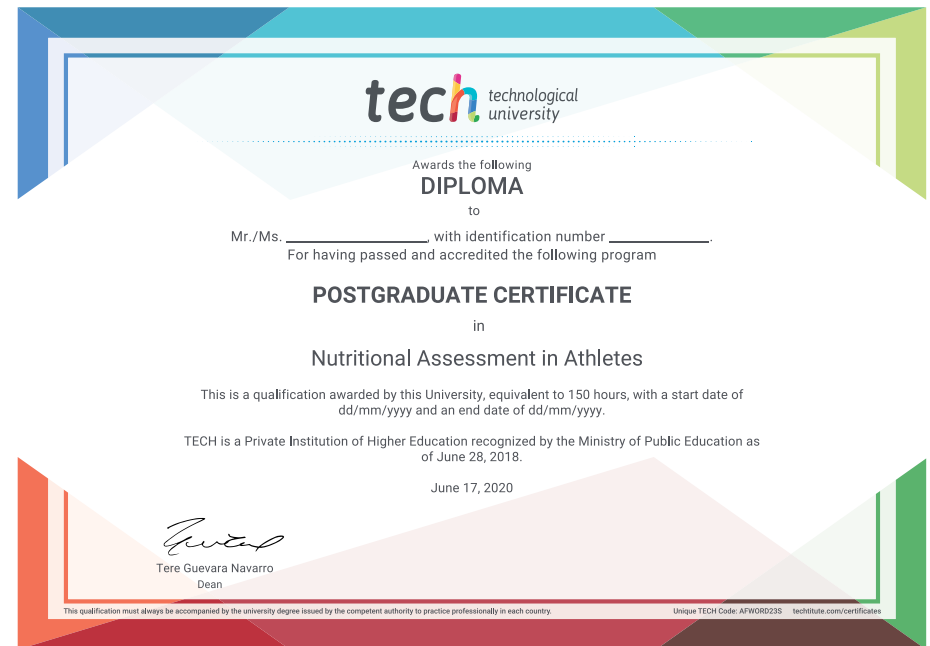 tech technological
university
Awards the following
DIPLOMA
to
Mr./Ms. ____________, with identification number ____________.
For having passed and accredited the following program
POSTGRADUATE CERTIFICATE
in
Nutritional Assessment in Athletes
This is a qualification awarded by this University, equivalent to 150 hours, with a start date of
dd/mm/yyyy and an end date of dd/mm/yyyy.
TECH is a Private Institution of Higher Education recognized by the Ministry of Public Education as
of June 28, 2018.
June 17, 2020
Tere Guevara Navarro
Dean
This qualification must always be accompanied by the university degree issued by the competent authority to practice professionally in each country.
Unique TECH Code: AFWORD23S techtitute.com/certificates